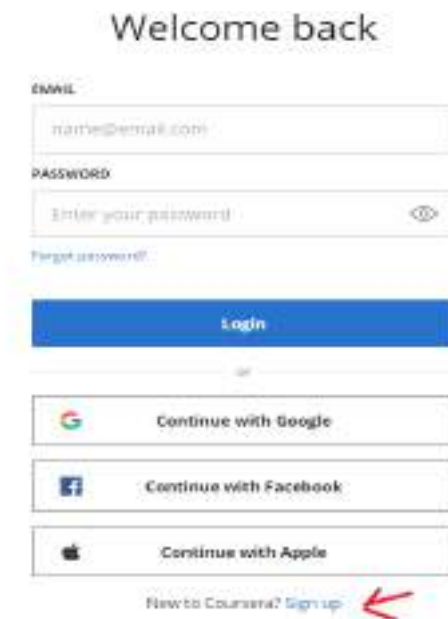 Welcome back
EMAIL
name@email.com
PASSWORD
Enter your password
Forgot password?
Login
or
Continue with Google
Continue with Facebook
Continue with Apple
New to Coursera? Sign up